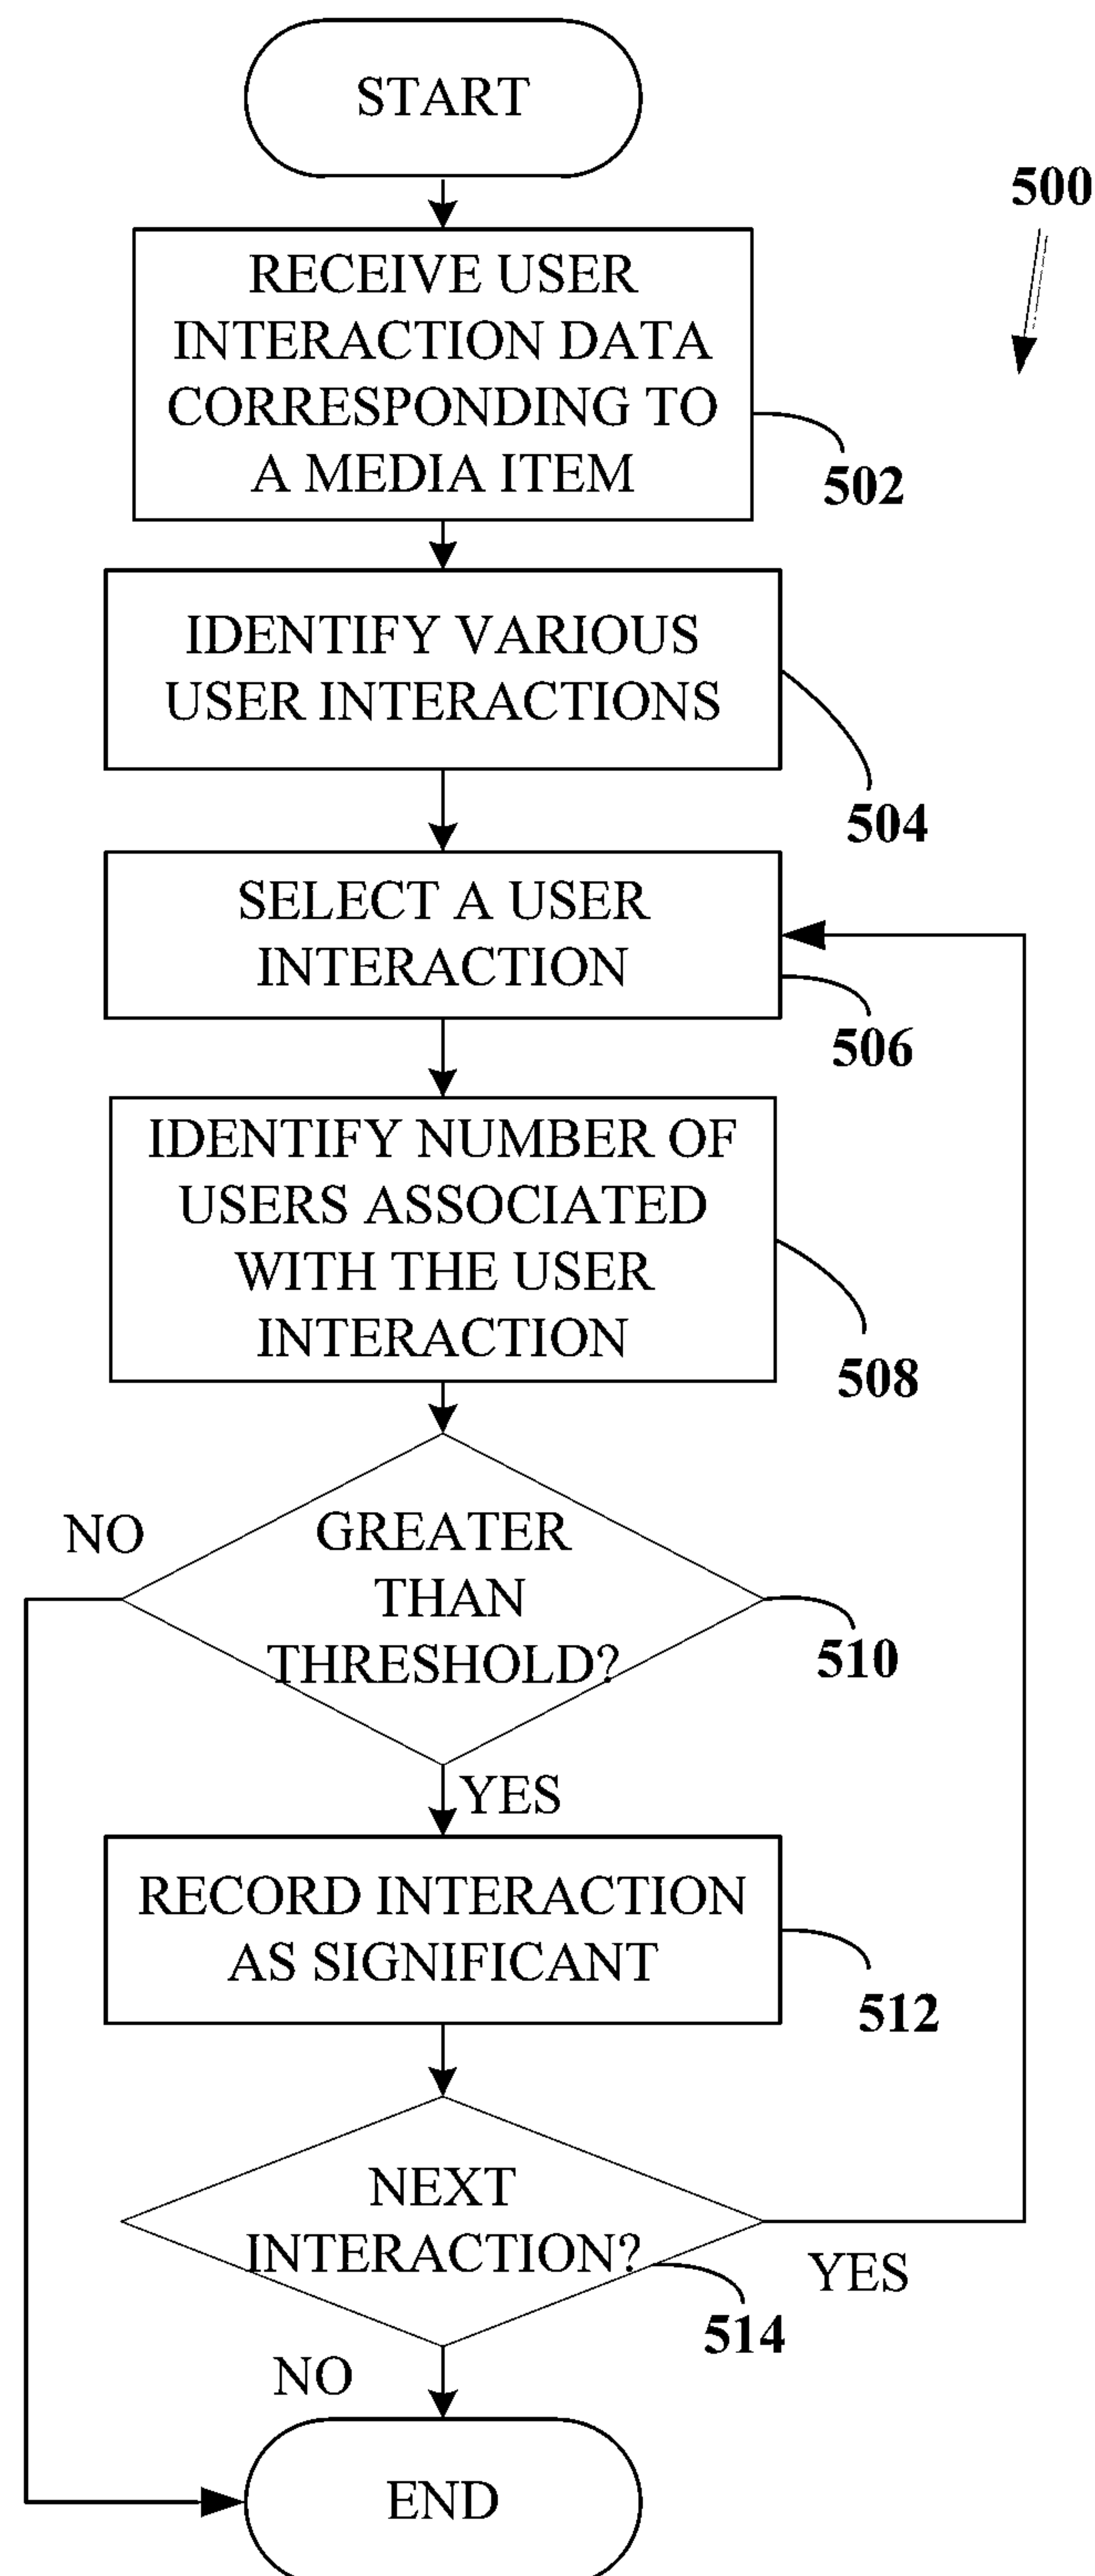 START
500
RECEIVE USER
INTERACTION DATA
CORRESPONDING TO
A MEDIA ITEM
502
IDENTIFY VARIOUS
USER INTERACTIONS
504
SELECT A USER
INTERACTION
506
IDENTIFY NUMBER OF
USERS ASSOCIATED
WITH THE USER
INTERACTION
508
NO
GREATER
THAN
THRESHOLD?
510
YES
RECORD INTERACTION
AS SIGNIFICANT
512
NEXT
INTERACTION?
YES
514
NO
END